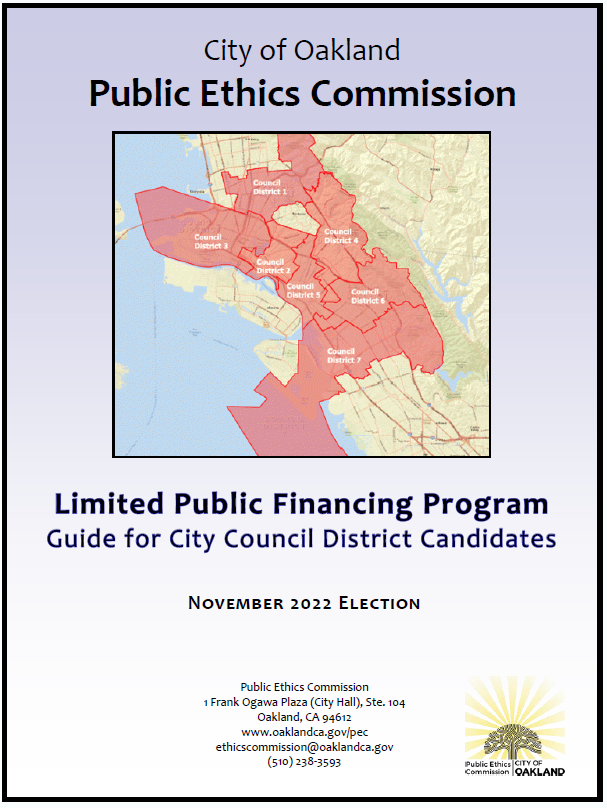 City of Oakland
Public Ethics Commission
Council
District 1
Council
District 4
Council
District 3
Council
District 2
Council
District 5
Council
District 6
Council
District 7
Limited Public Financing Program
Guide for City Council District Candidates
NOVEMBER 2022 ELECTION
Public Ethics Commission
1 Frank Ogawa Plaza (City Hall), Ste. 104
Oakland, CA 94612
www.oaklandca.gov/pec
ethicscommission@oaklandca.gov
(510) 238-3593
Public Ethics
Commission
CITY OF
OAKLAND